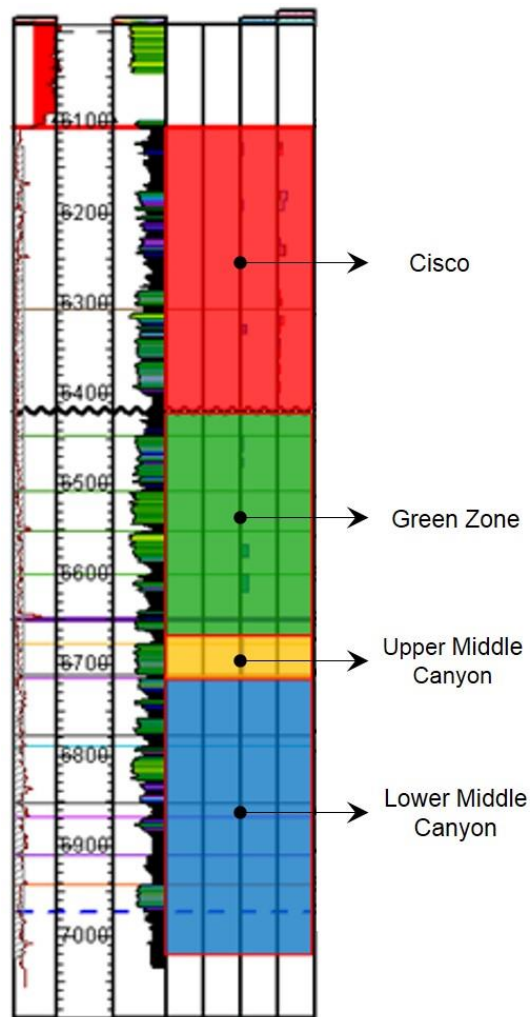 6100
6200
Cisco
6300
6400
6500
Green Zone
6600
Upper Middle
Canyon
6700
6800
Lower Middle
Canyon
6900
7000